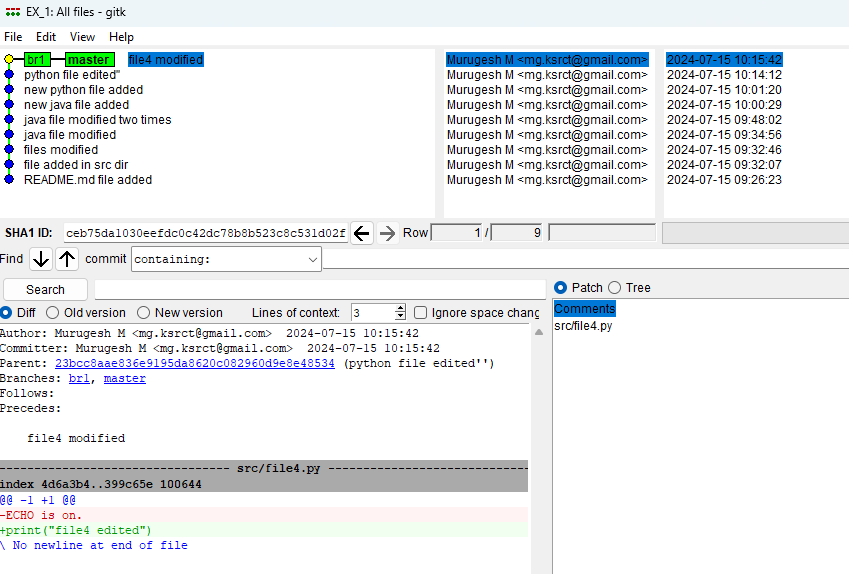 EX_1: All files - gitk
File Edit View Help
br1 master file4 modified Murugesh M <mg.ksrct@gmail.com> 2024-07-15 10:15:42
python file edited'' Murugesh M <mg.ksrct@gmail.com> 2024-07-15 10:14:12
new python file added Murugesh M <mg.ksrct@gmail.com> 2024-07-15 10:01:20
new java file added Murugesh M <mg.ksrct@gmail.com> 2024-07-15 10:00:29
java file modified two times Murugesh M <mg.ksrct@gmail.com> 2024-07-15 09:48:02
java file modified Murugesh M <mg.ksrct@gmail.com> 2024-07-15 09:34:56
files modified Murugesh M <mg.ksrct@gmail.com> 2024-07-15 09:32:46
file added in src dir Murugesh M <mg.ksrct@gmail.com> 2024-07-15 09:32:07
README.md file added Murugesh M <mg.ksrct@gmail.com> 2024-07-15 09:26:23
SHA1 ID: ceb75da1030eefdc0c42dc78b8b523c8c531d02f Row 1 / 9
Find commit containing:
Search
Diff Old version New version Lines of context: 3 Ignore space chang
Patch Tree
Author: Murugesh M <mg.ksrct@gmail.com> 2024-07-15 10:15:42
Committer: Murugesh M <mg.ksrct@gmail.com> 2024-07-15 10:15:42
Parent: 23bcc8aae836e9195da8620c082960d9e8e48534 (python file edited'')
Branches: br1, master
Follows:
Precedes:
file4 modified
-------------------------------- src/file4.py --------------------------------
index 4d6a3b4..399c65e 100644
@@ -1 +1 @@
-ECHO is on.
+print("file4 edited")
\ No newline at end of file
Comments
src/file4.py